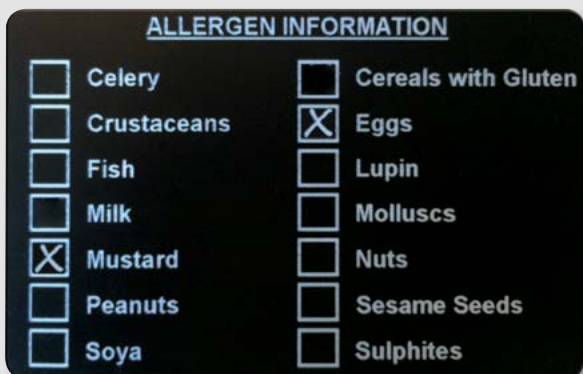 ALLERGEN INFORMATION
Celery
Crustaceans
Fish
Milk
X Mustard
Peanuts
Soya
Cereals with Gluten
X Eggs
Lupin
Molluscs
Nuts
Sesame Seeds
Sulphites